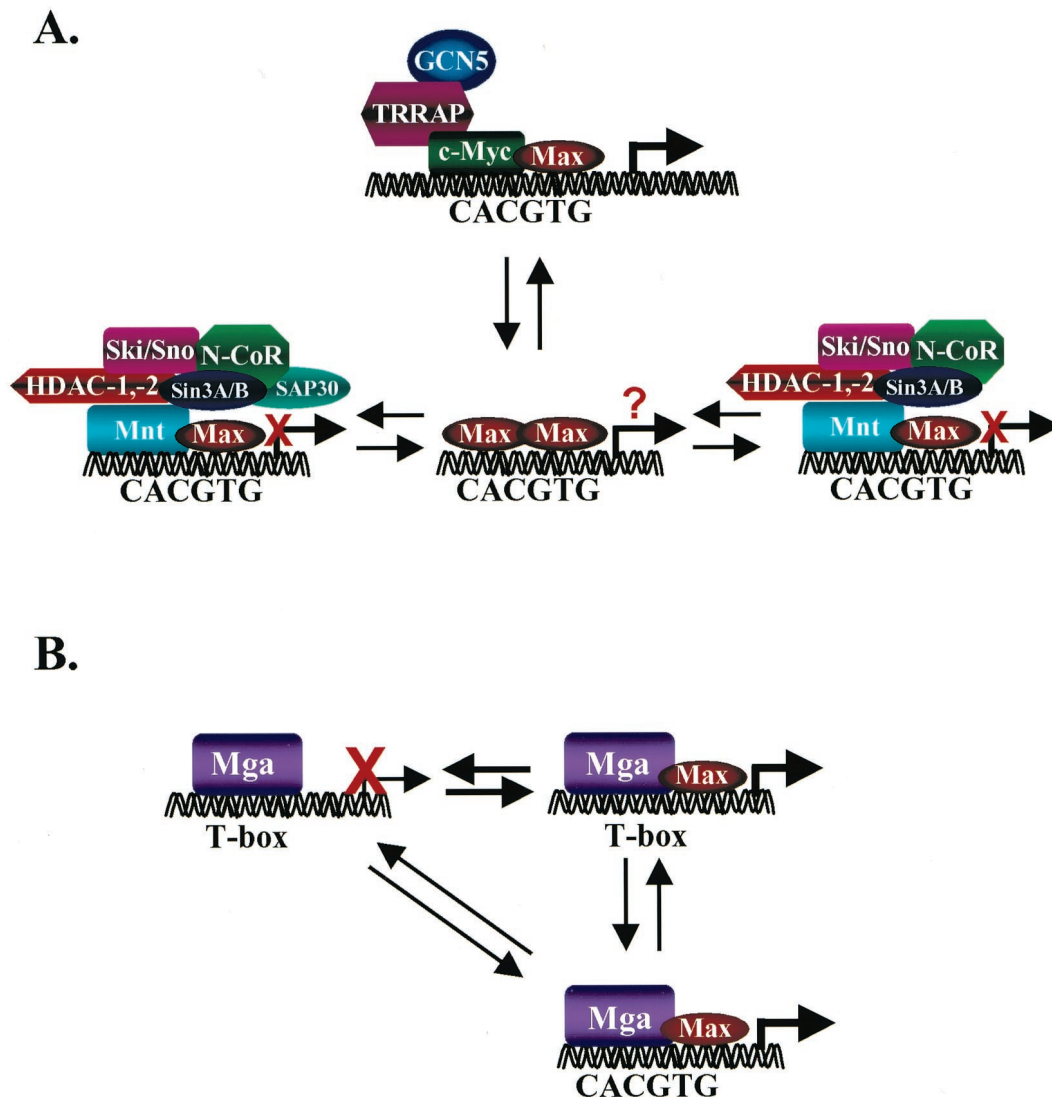 A.
GCN5
TRRAP
c-Myc Max
CACGTG
Ski/Sno N-CoR
HDAC-1,-2 Sin3A/B SAP30
Mnt Max X
CACGTG
?
Max Max
CACGTG
Ski/Sno N-CoR
HDAC-1,-2 Sin3A/B
Mnt Max X
CACGTG
B.
Mga X
T-box
Mga Max
T-box
Mga Max
CACGTG